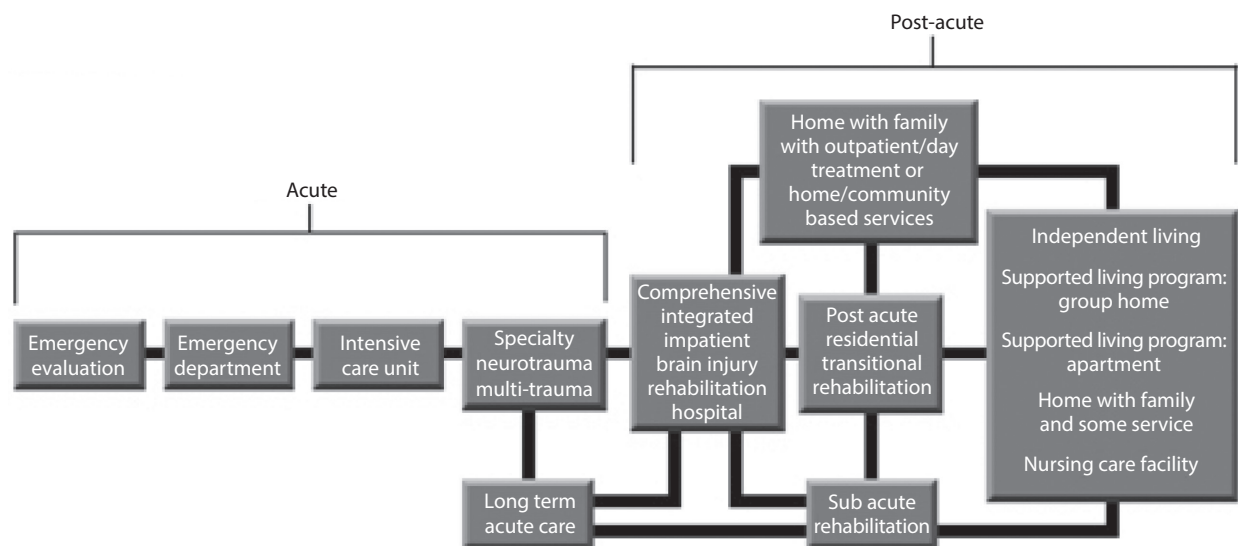 Post-acute
Acute
Emergency
evaluation
Emergency
department
Intensive
care unit
Specialty
neurotrauma
multi-trauma
Long term
acute care
Comprehensive
integrated
impatient
brain injury
rehabilitation
hospital
Home with family
with outpatient/day
treatment or
home/community
based services
Post acute
residential
transitional
rehabilitation
Sub acute
rehabilitation
Independent living
Supported living program:
group home
Supported living program:
apartment
Home with family
and some service
Nursing care facility